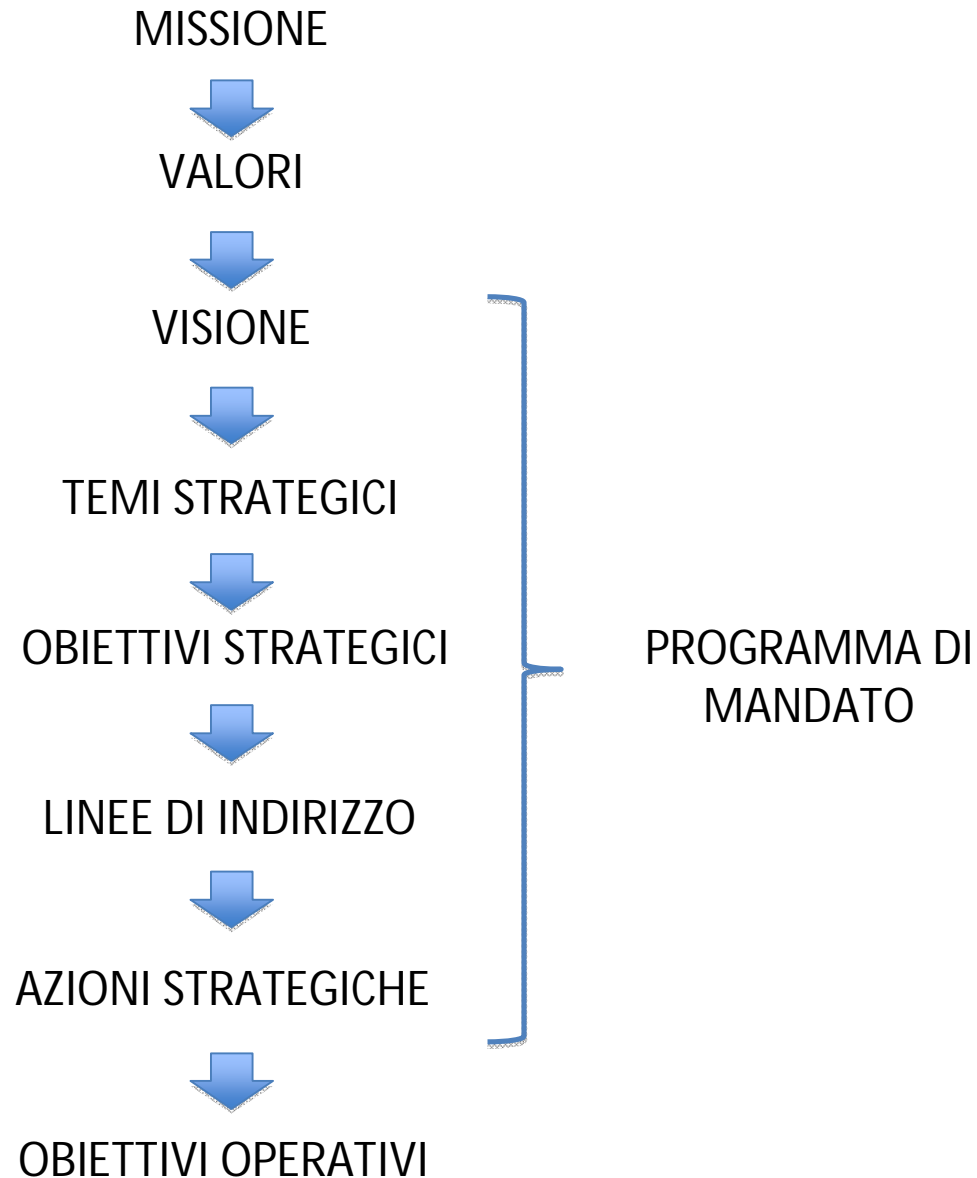 MISSIONE
VALORI
VISIONE
TEMI STRATEGICI
OBIETTIVI STRATEGICI
LINEE DI INDIRIZZO
AZIONI STRATEGICHE
OBIETTIVI OPERATIVI
PROGRAMMA DI
MANDATO